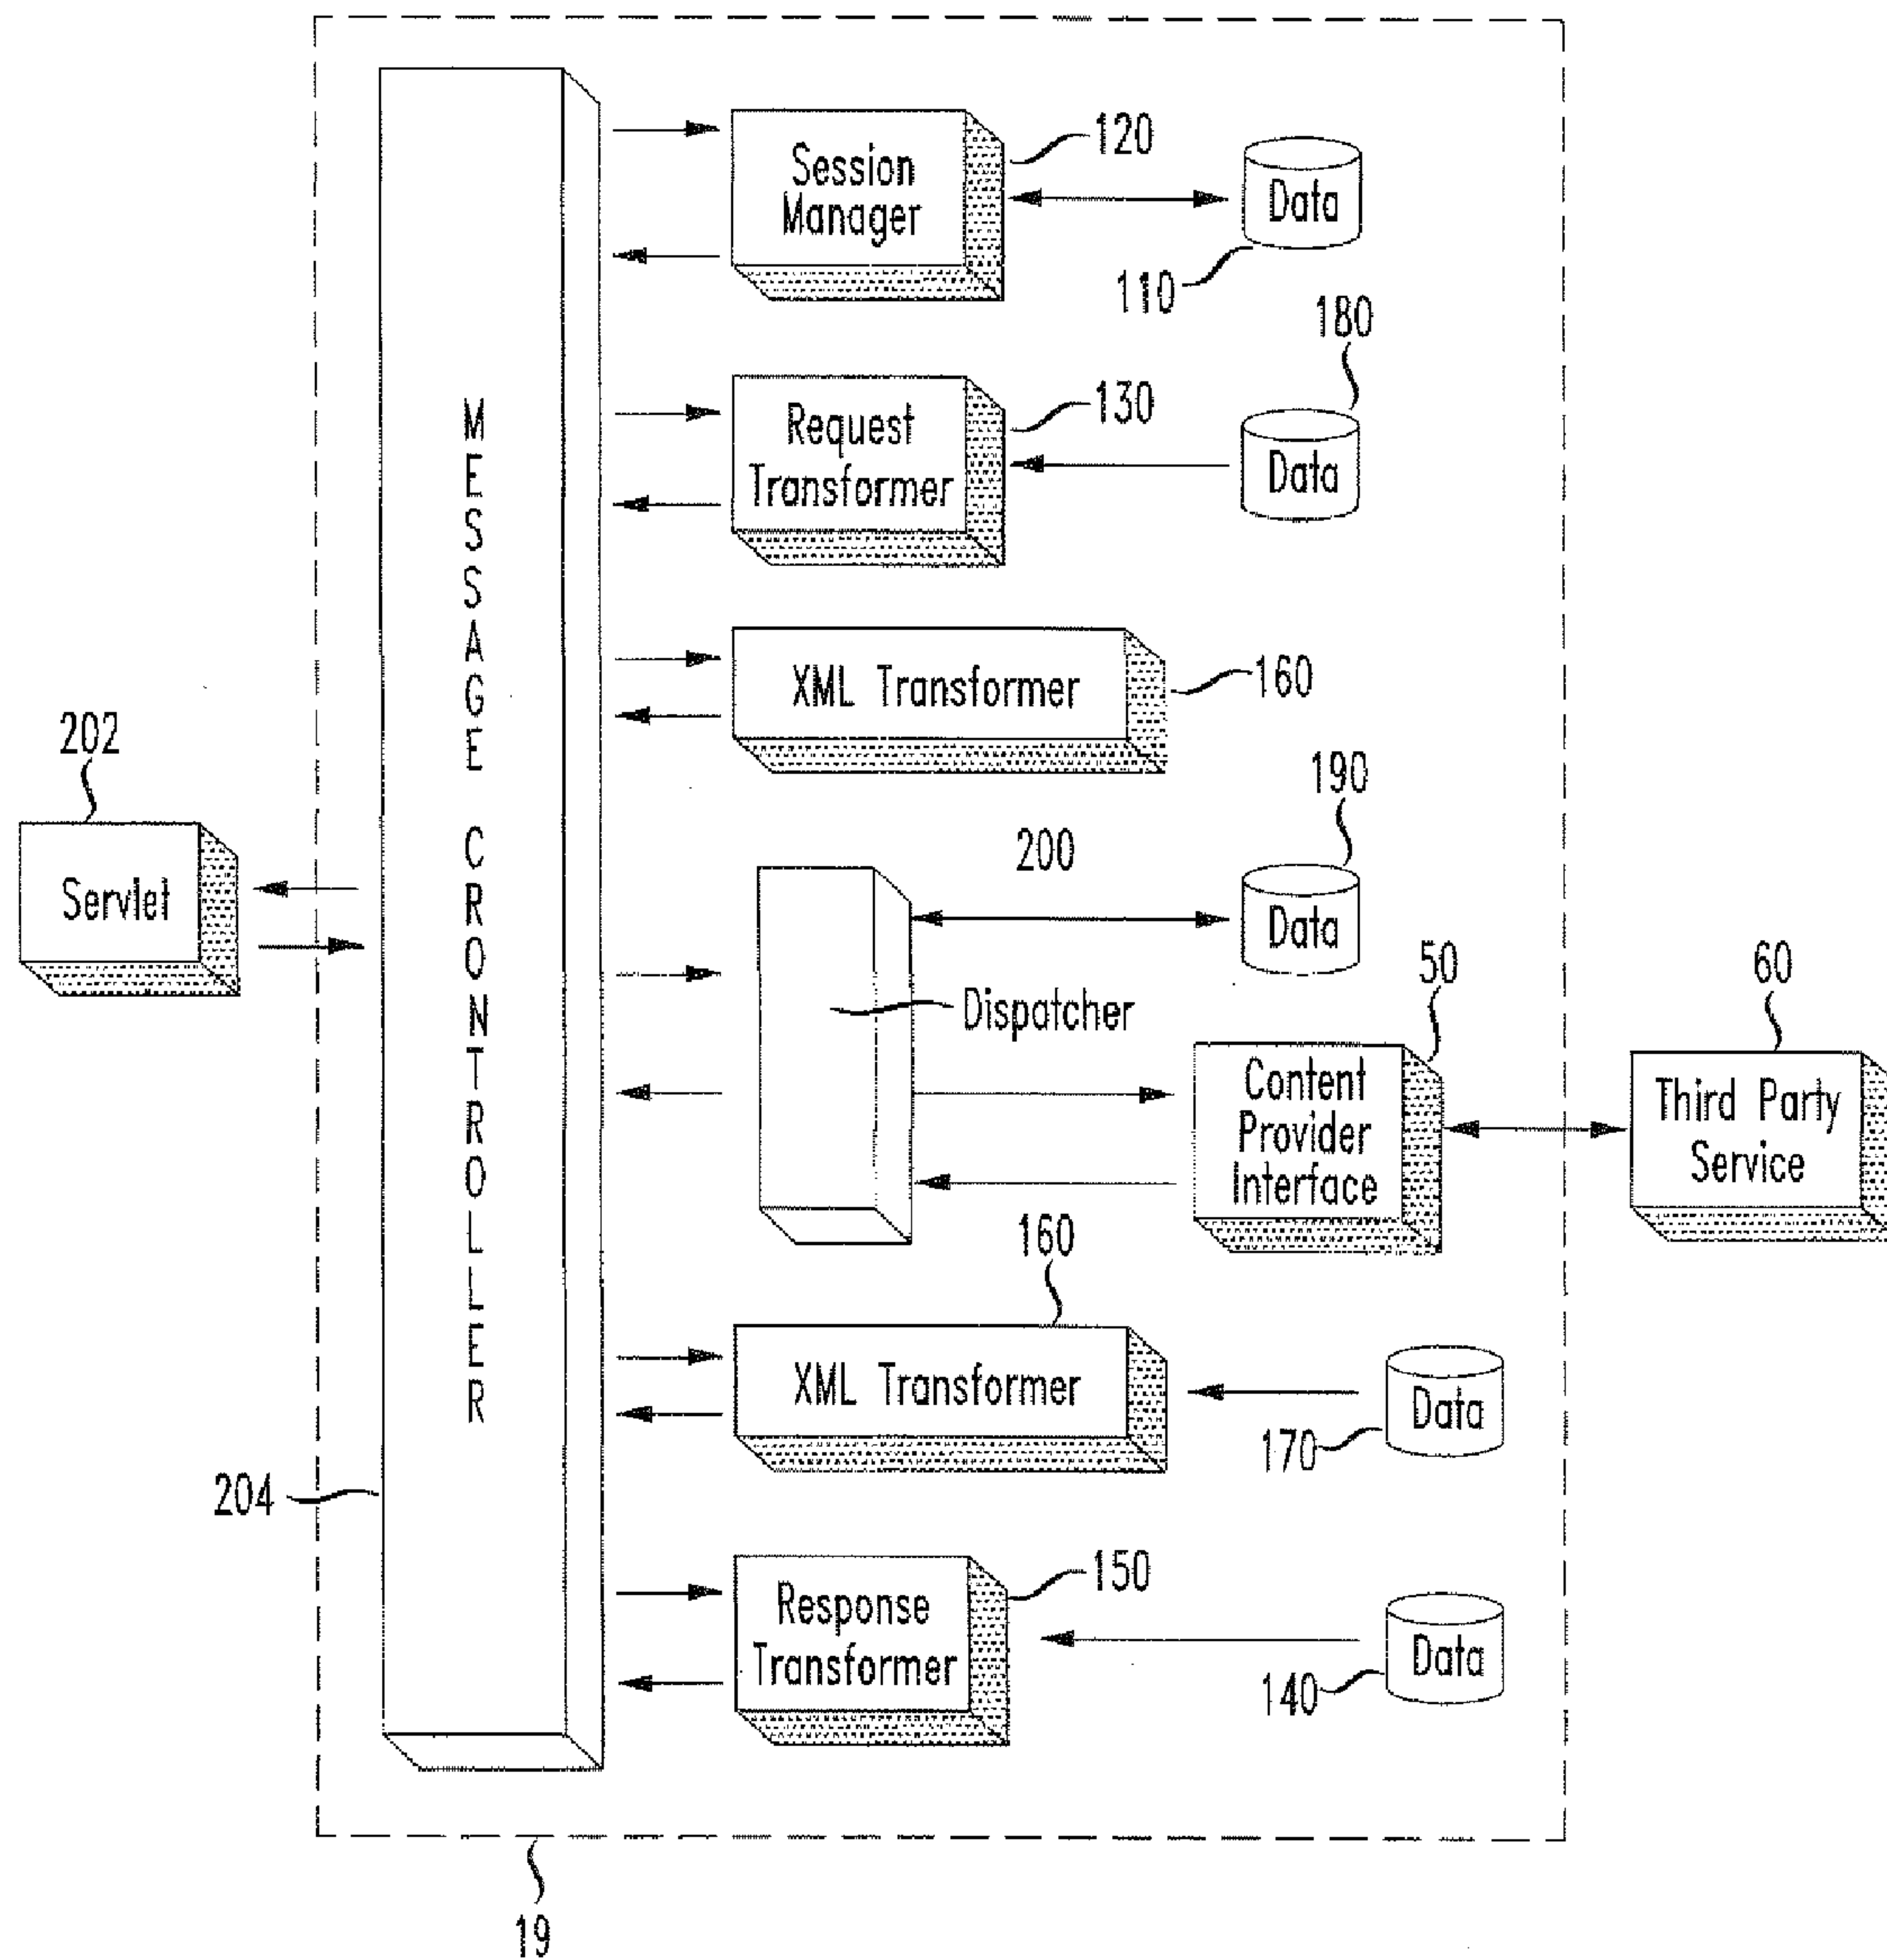 120
Session
Manager
Data
110
180
130
Request
Transformer
Data
MESSAGE CRONTROLLER
XML Transformer
160
202
Servlet
190
200
Data
Dispatcher
50
Content
Provider
Interface
60
Third Party
Service
160
XML Transformer
Data
170
204
150
Response
Transformer
Data
140
19